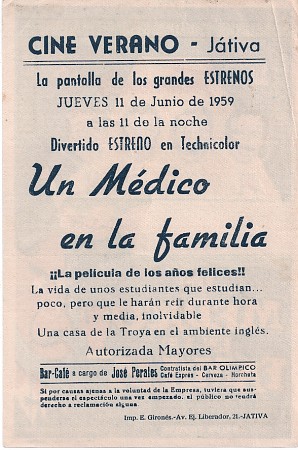 CINE VERANO - Játiva
La pantalla de los grandes ESTRENOS
JUEVES 11 de Junio de 1959
a las 11 de la noche
Divertido ESTRENO en Technicolor
Un Médico
en la familia
¡¡La película de los años felices!!
La vida de unos estudiantes que estudian...
poco, pero que le harán reír durante hora
y media, inolvidable
Una casa de la Troya en el ambiente inglés.
Autorizada Mayores
Bar-Café a cargo de José Perales Contratista del BAR OLIMPICO
Café Exprés - Cerveza - Horchata
Si por causas ajenas a la voluntad de la Empresa, tuviera que sus-
penderse el espectáculo una vez empezado, el público no tendrá
derecho a reclamación alguna.
Imp. E. Gironés.-Av. Ej. Liberador, 21.-JATIVA